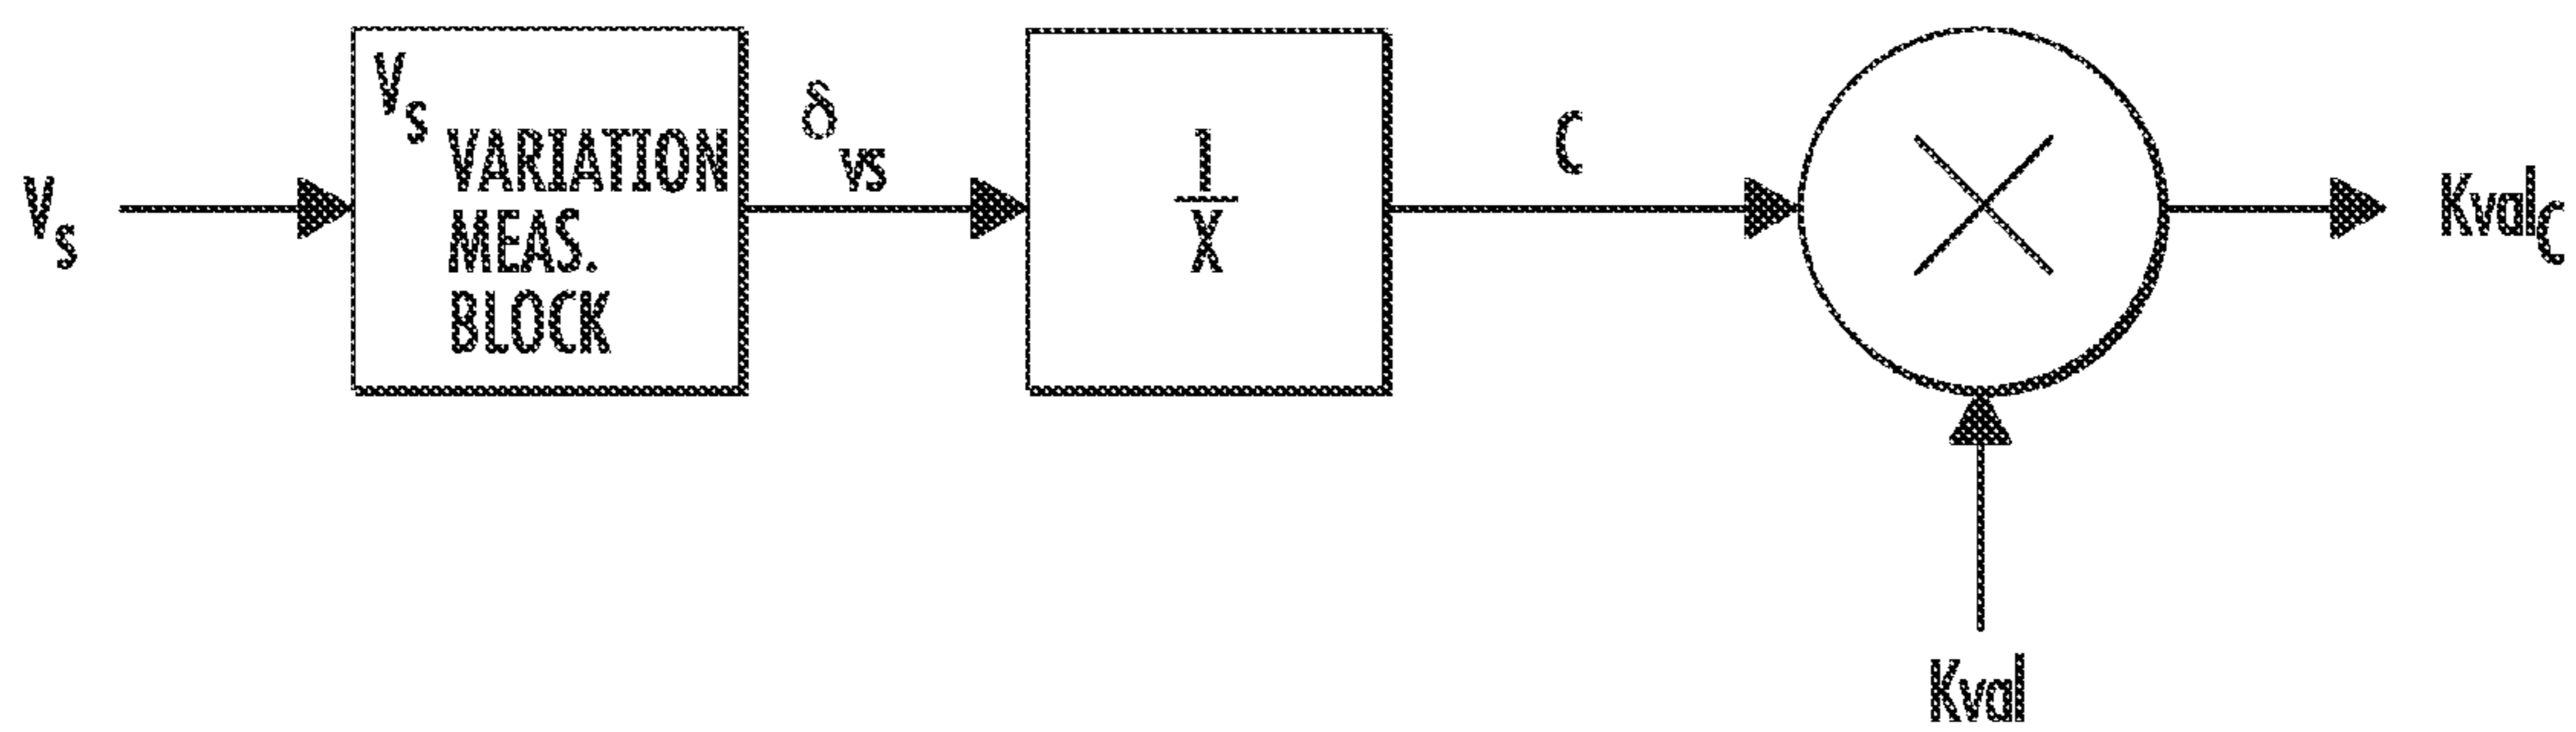 Vs
Vs
VARIATION
MEAS.
BLOCK
δvs
1
X
C
KvalC
Kval